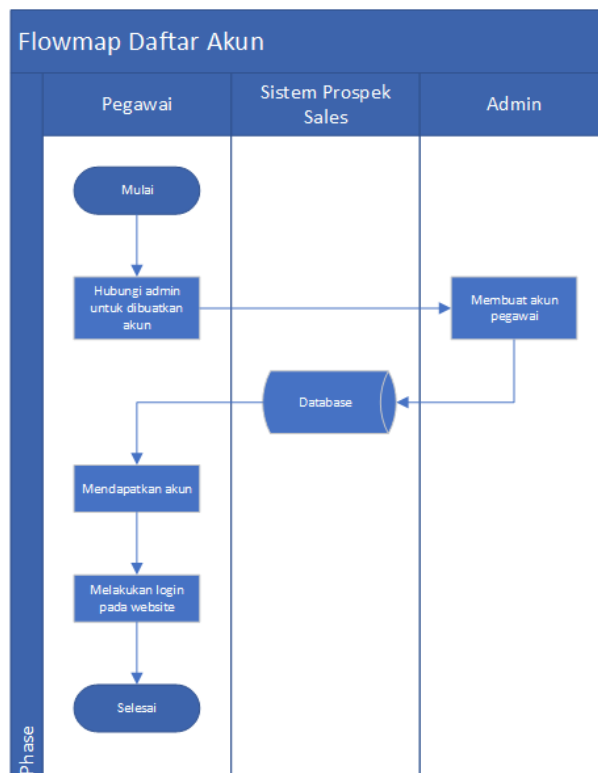 Flowmap Daftar Akun
Pegawai
Sistem Prospek
Sales
Admin
Mulai
Hubungi admin
untuk dibuatkan
akun
Membuat akun
pegawai
Database
Mendapatkan akun
Melakukan login
pada website
Selesai
Phase